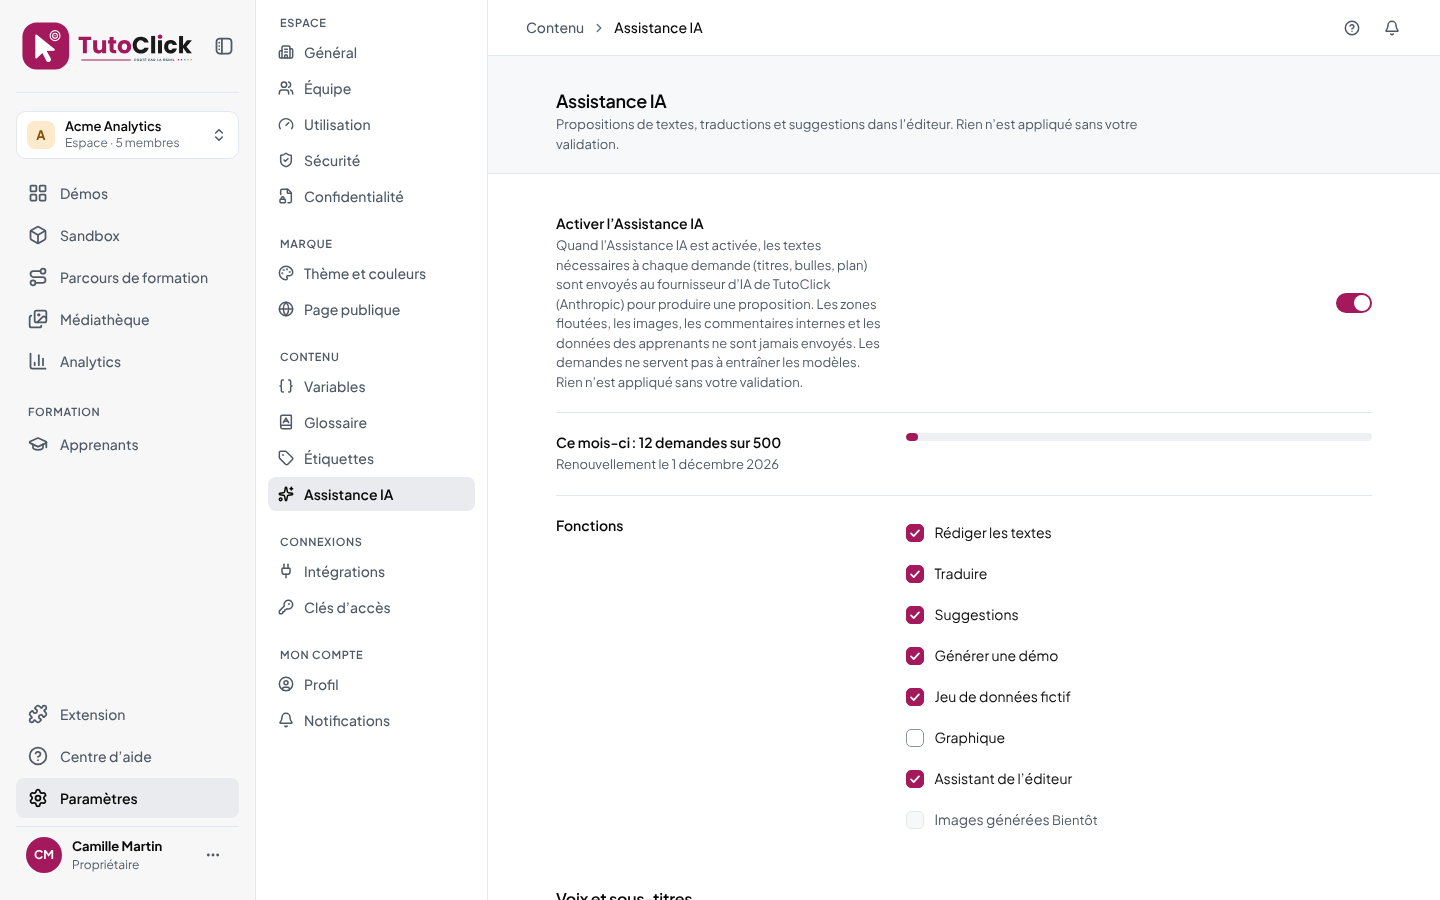 TutoClick
Acme Analytics
Espace · 5 membres
Démos
Sandbox
Parcours de formation
Médiathèque
Analytics
FORMATION
Apprenants
Extension
Centre d’aide
Paramètres
CM
Camille Martin
Propriétaire
A
ESPACE
Général
Équipe
Utilisation
Sécurité
Confidentialité
MARQUE
Thème et couleurs
Page publique
CONTENU
Variables
Glossaire
Étiquettes
Assistance IA
CONNEXIONS
Intégrations
Clés d’accès
MON COMPTE
Profil
Notifications
Contenu > Assistance IA
Assistance IA
Propositions de textes, traductions et suggestions dans l’éditeur. Rien n’est appliqué sans votre
validation.
Activer l’Assistance IA
Quand l’Assistance IA est activée, les textes
nécessaires à chaque demande (titres, bulles, plan)
sont envoyés au fournisseur d’IA de TutoClick
(Anthropic) pour produire une proposition. Les zones
floutées, les images, les commentaires internes et les
données des apprenants ne sont jamais envoyés. Les
demandes ne servent pas à entraîner les modèles.
Rien n’est appliqué sans votre validation.
Ce mois-ci : 12 demandes sur 500
Renouvellement le 1 décembre 2026
Fonctions
Rédiger les textes
Traduire
Suggestions
Générer une démo
Jeu de données fictif
Graphique
Assistant de l’éditeur
Images générées Bientôt
Voix et sous-titres